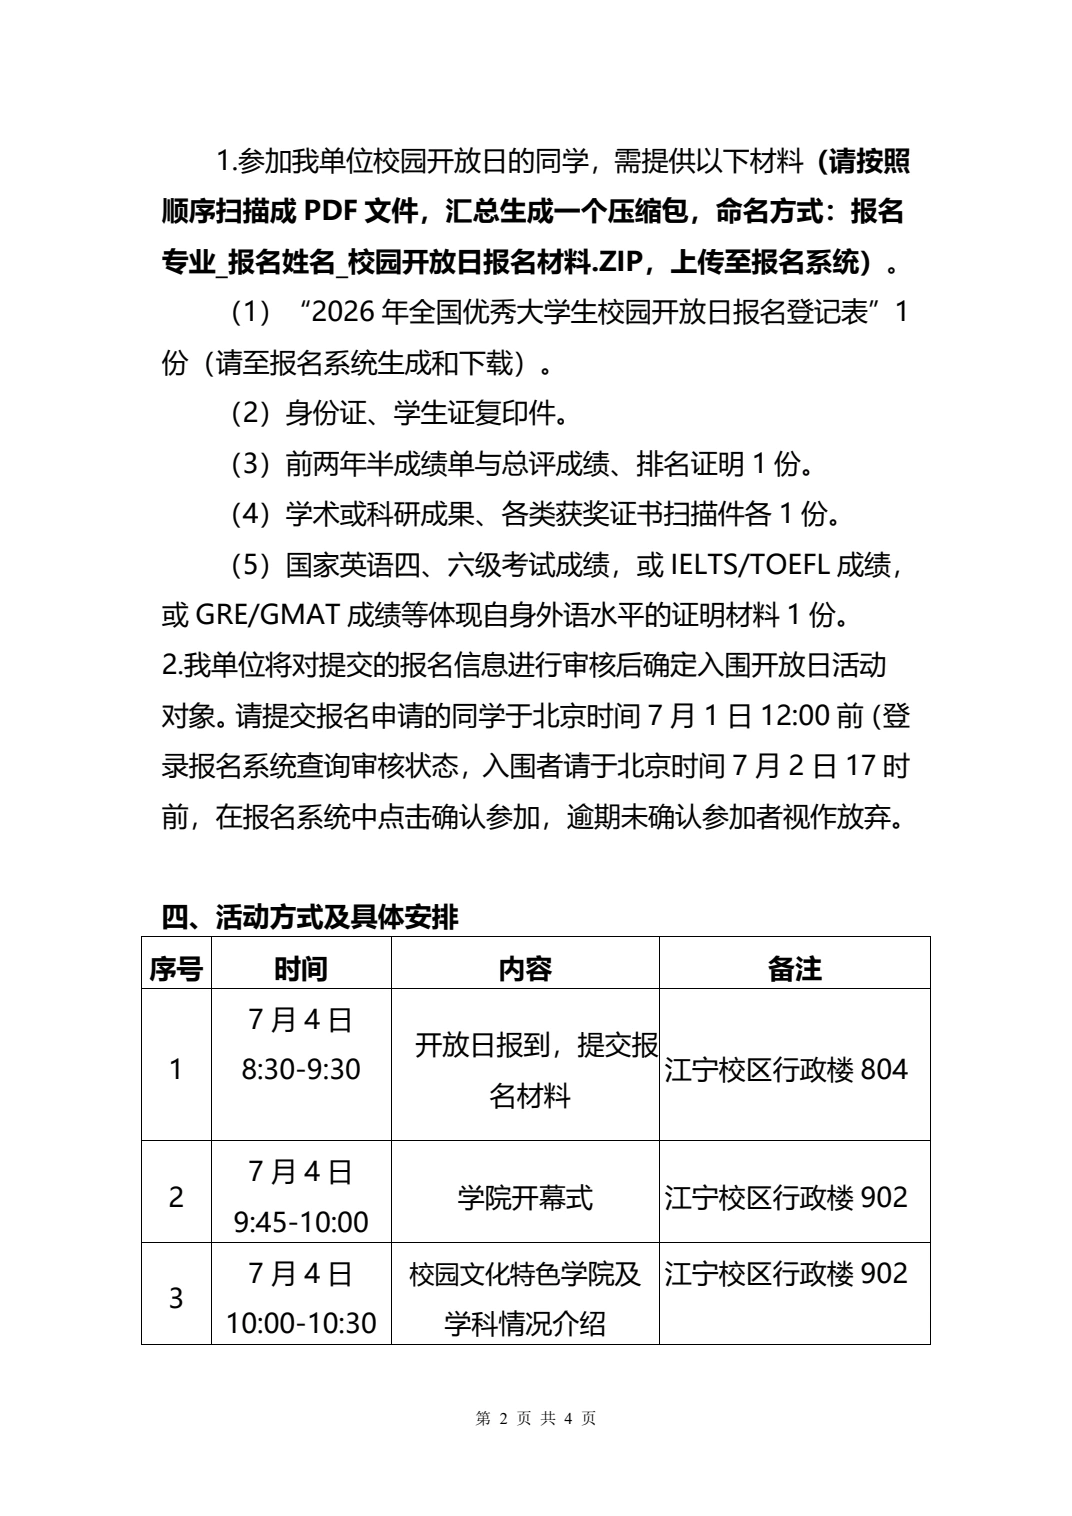 1.参加我单位校园开放日的同学，需提供以下材料（请按照
顺序扫描成 PDF 文件，汇总生成一个压缩包，命名方式：报名
专业_报名姓名_校园开放日报名材料.ZIP，上传至报名系统）。
（1）“2026 年全国优秀大学生校园开放日报名登记表”1
份（请至报名系统生成和下载）。
（2）身份证、学生证复印件。
（3）前两年半成绩单与总评成绩、排名证明 1 份。
（4）学术或科研成果、各类获奖证书扫描件各 1 份。
（5）国家英语四、六级考试成绩，或 IELTS/TOEFL 成绩，
或 GRE/GMAT 成绩等体现自身外语水平的证明材料 1 份。
2.我单位将对提交的报名信息进行审核后确定入围开放日活动
对象。请提交报名申请的同学于北京时间 7 月 1 日 12:00 前（登
录报名系统查询审核状态，入围者请于北京时间 7 月 2 日 17 时
前，在报名系统中点击确认参加，逾期未确认参加者视作放弃。
四、活动方式及具体安排
序号 时间 内容 备注
1
7 月 4 日
8:30-9:30
开放日报到，提交报
名材料
江宁校区行政楼 804
2
7 月 4 日
9:45-10:00
学院开幕式
江宁校区行政楼 902
3
7 月 4 日
10:00-10:30
校园文化特色学院及
学科情况介绍
江宁校区行政楼 902
第 2 页 共 4 页